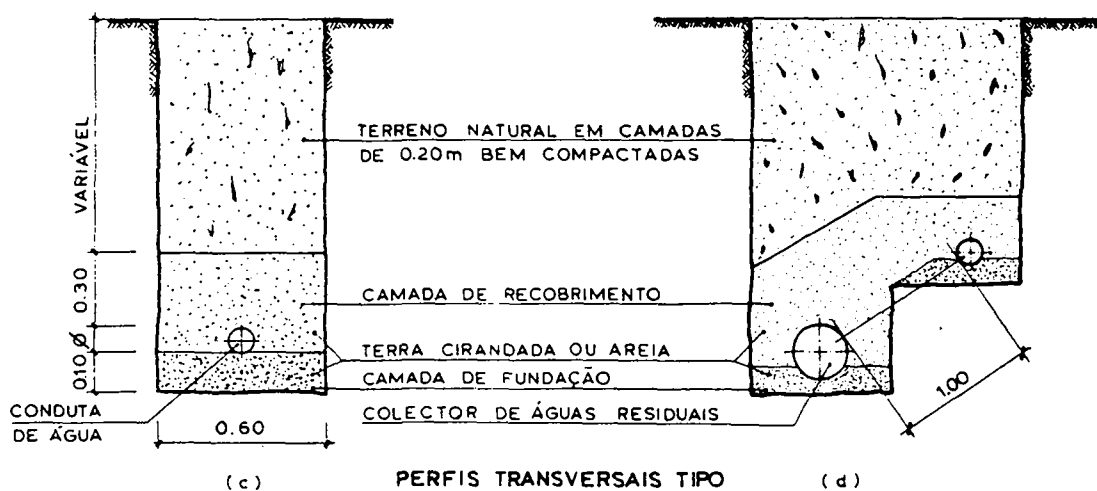 VARIÁVEL
0.30
Ø
0.10
TERRENO NATURAL EM CAMADAS
DE 0.20m BEM COMPACTADAS
CAMADA DE RECOBRIMENTO
TERRA CIRANDADA OU AREIA
CAMADA DE FUNDAÇÃO
COLECTOR DE ÁGUAS RESIDUAIS
CONDUTA
DE ÁGUA
0.60
1.00
(c)
PERFIS TRANSVERSAIS TIPO
(d)